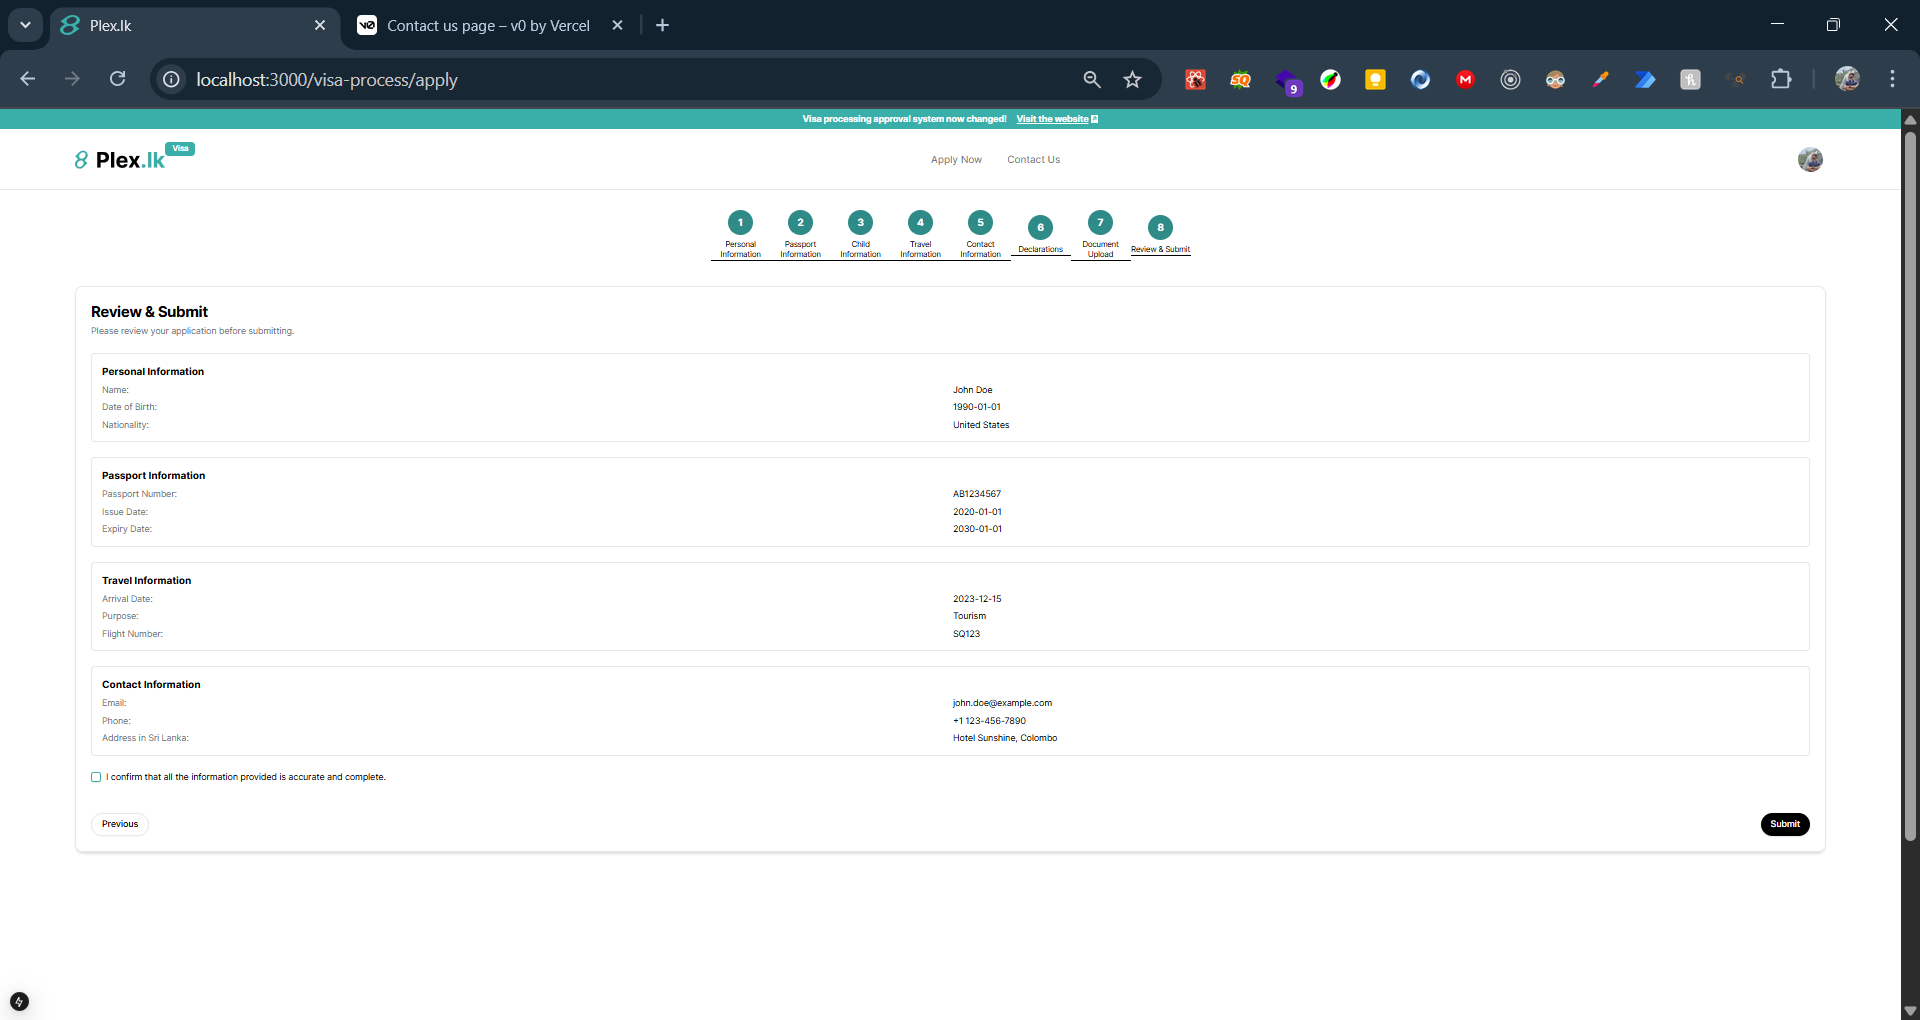 Plex.lk
v0 Contact us page – v0 by Vercel
localhost:3000/visa-process/apply
SQ
9
M
h
Visa processing approval system now changed! Visit the website
Plex.lk Visa
Apply Now Contact Us
1 2 3 4 5 6 7 8
Personal Information
Passport Information
Child Information
Travel Information
Contact Information
Declarations
Document Upload
Review & Submit
Review & Submit
Please review your application before submitting.
Personal Information
Name: John Doe
Date of Birth: 1990-01-01
Nationality: United States
Passport Information
Passport Number: AB1234567
Issue Date: 2020-01-01
Expiry Date: 2030-01-01
Travel Information
Arrival Date: 2023-12-15
Purpose: Tourism
Flight Number: SQ123
Contact Information
Email: john.doe@example.com
Phone: +1 123-456-7890
Address in Sri Lanka: Hotel Sunshine, Colombo
I confirm that all the information provided is accurate and complete.
Previous Submit